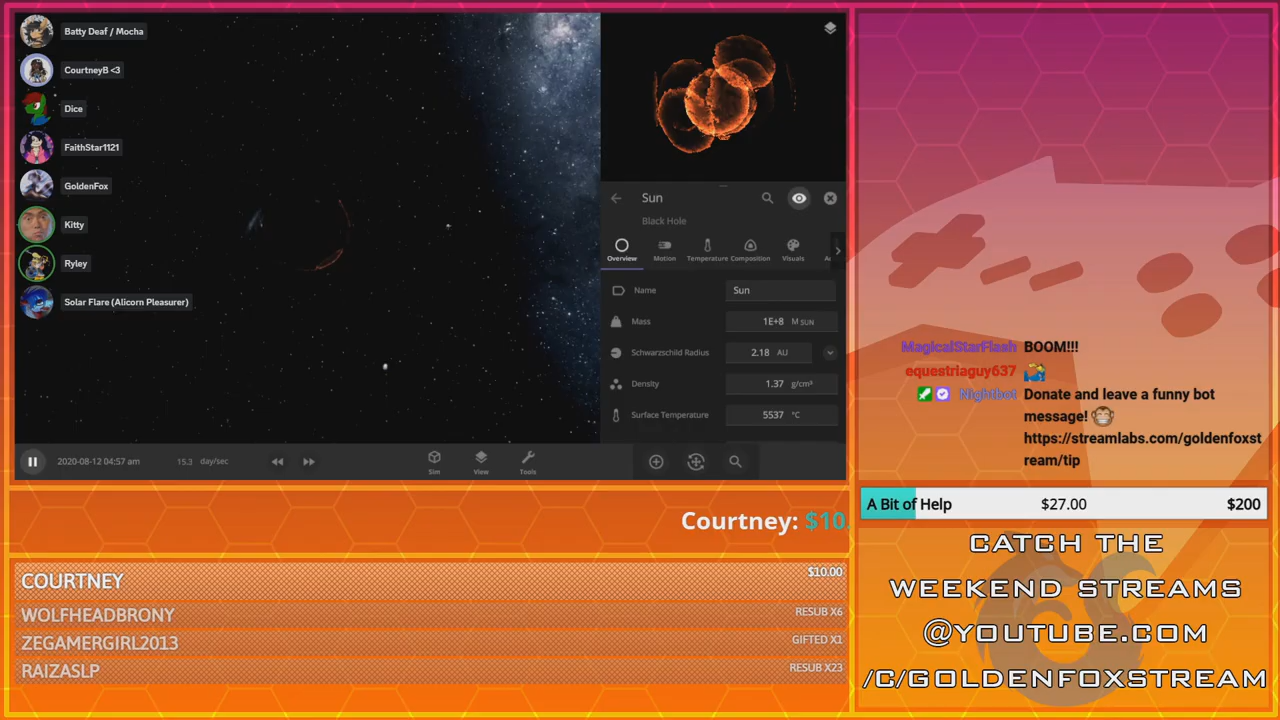 Batty Deaf / Mocha
CourtneyB <3
Dice
FaithStar1121
GoldenFox
Kitty
Ryley
Solar Flare (Alicorn Pleasurer)
Sun
Black Hole
Overview Motion Temperature Composition Visuals
Name Sun
Mass 1E+8 M SUN
Schwarzschild Radius 2.18 AU
Density 1.37 g/cm³
Surface Temperature 5537 °C
2020-08-12 04:57 am 15.3 day/sec
Sim View Tools
MagicalStarFlash BOOM!!!
equestriaguy637
Nightbot Donate and leave a funny bot
message!
https://streamlabs.com/goldenfoxst
ream/tip
A Bit of Help $27.00 $200
Courtney: $10.
COURTNEY $10.00
WOLFHEADBRONY RESUB X6
ZEGAMERGIRL2013 GIFTED X1
RAIZASLP RESUB X23
CATCH THE
WEEKEND STREAMS
@YOUTUBE.COM
/C/GOLDENFOXSTREAM